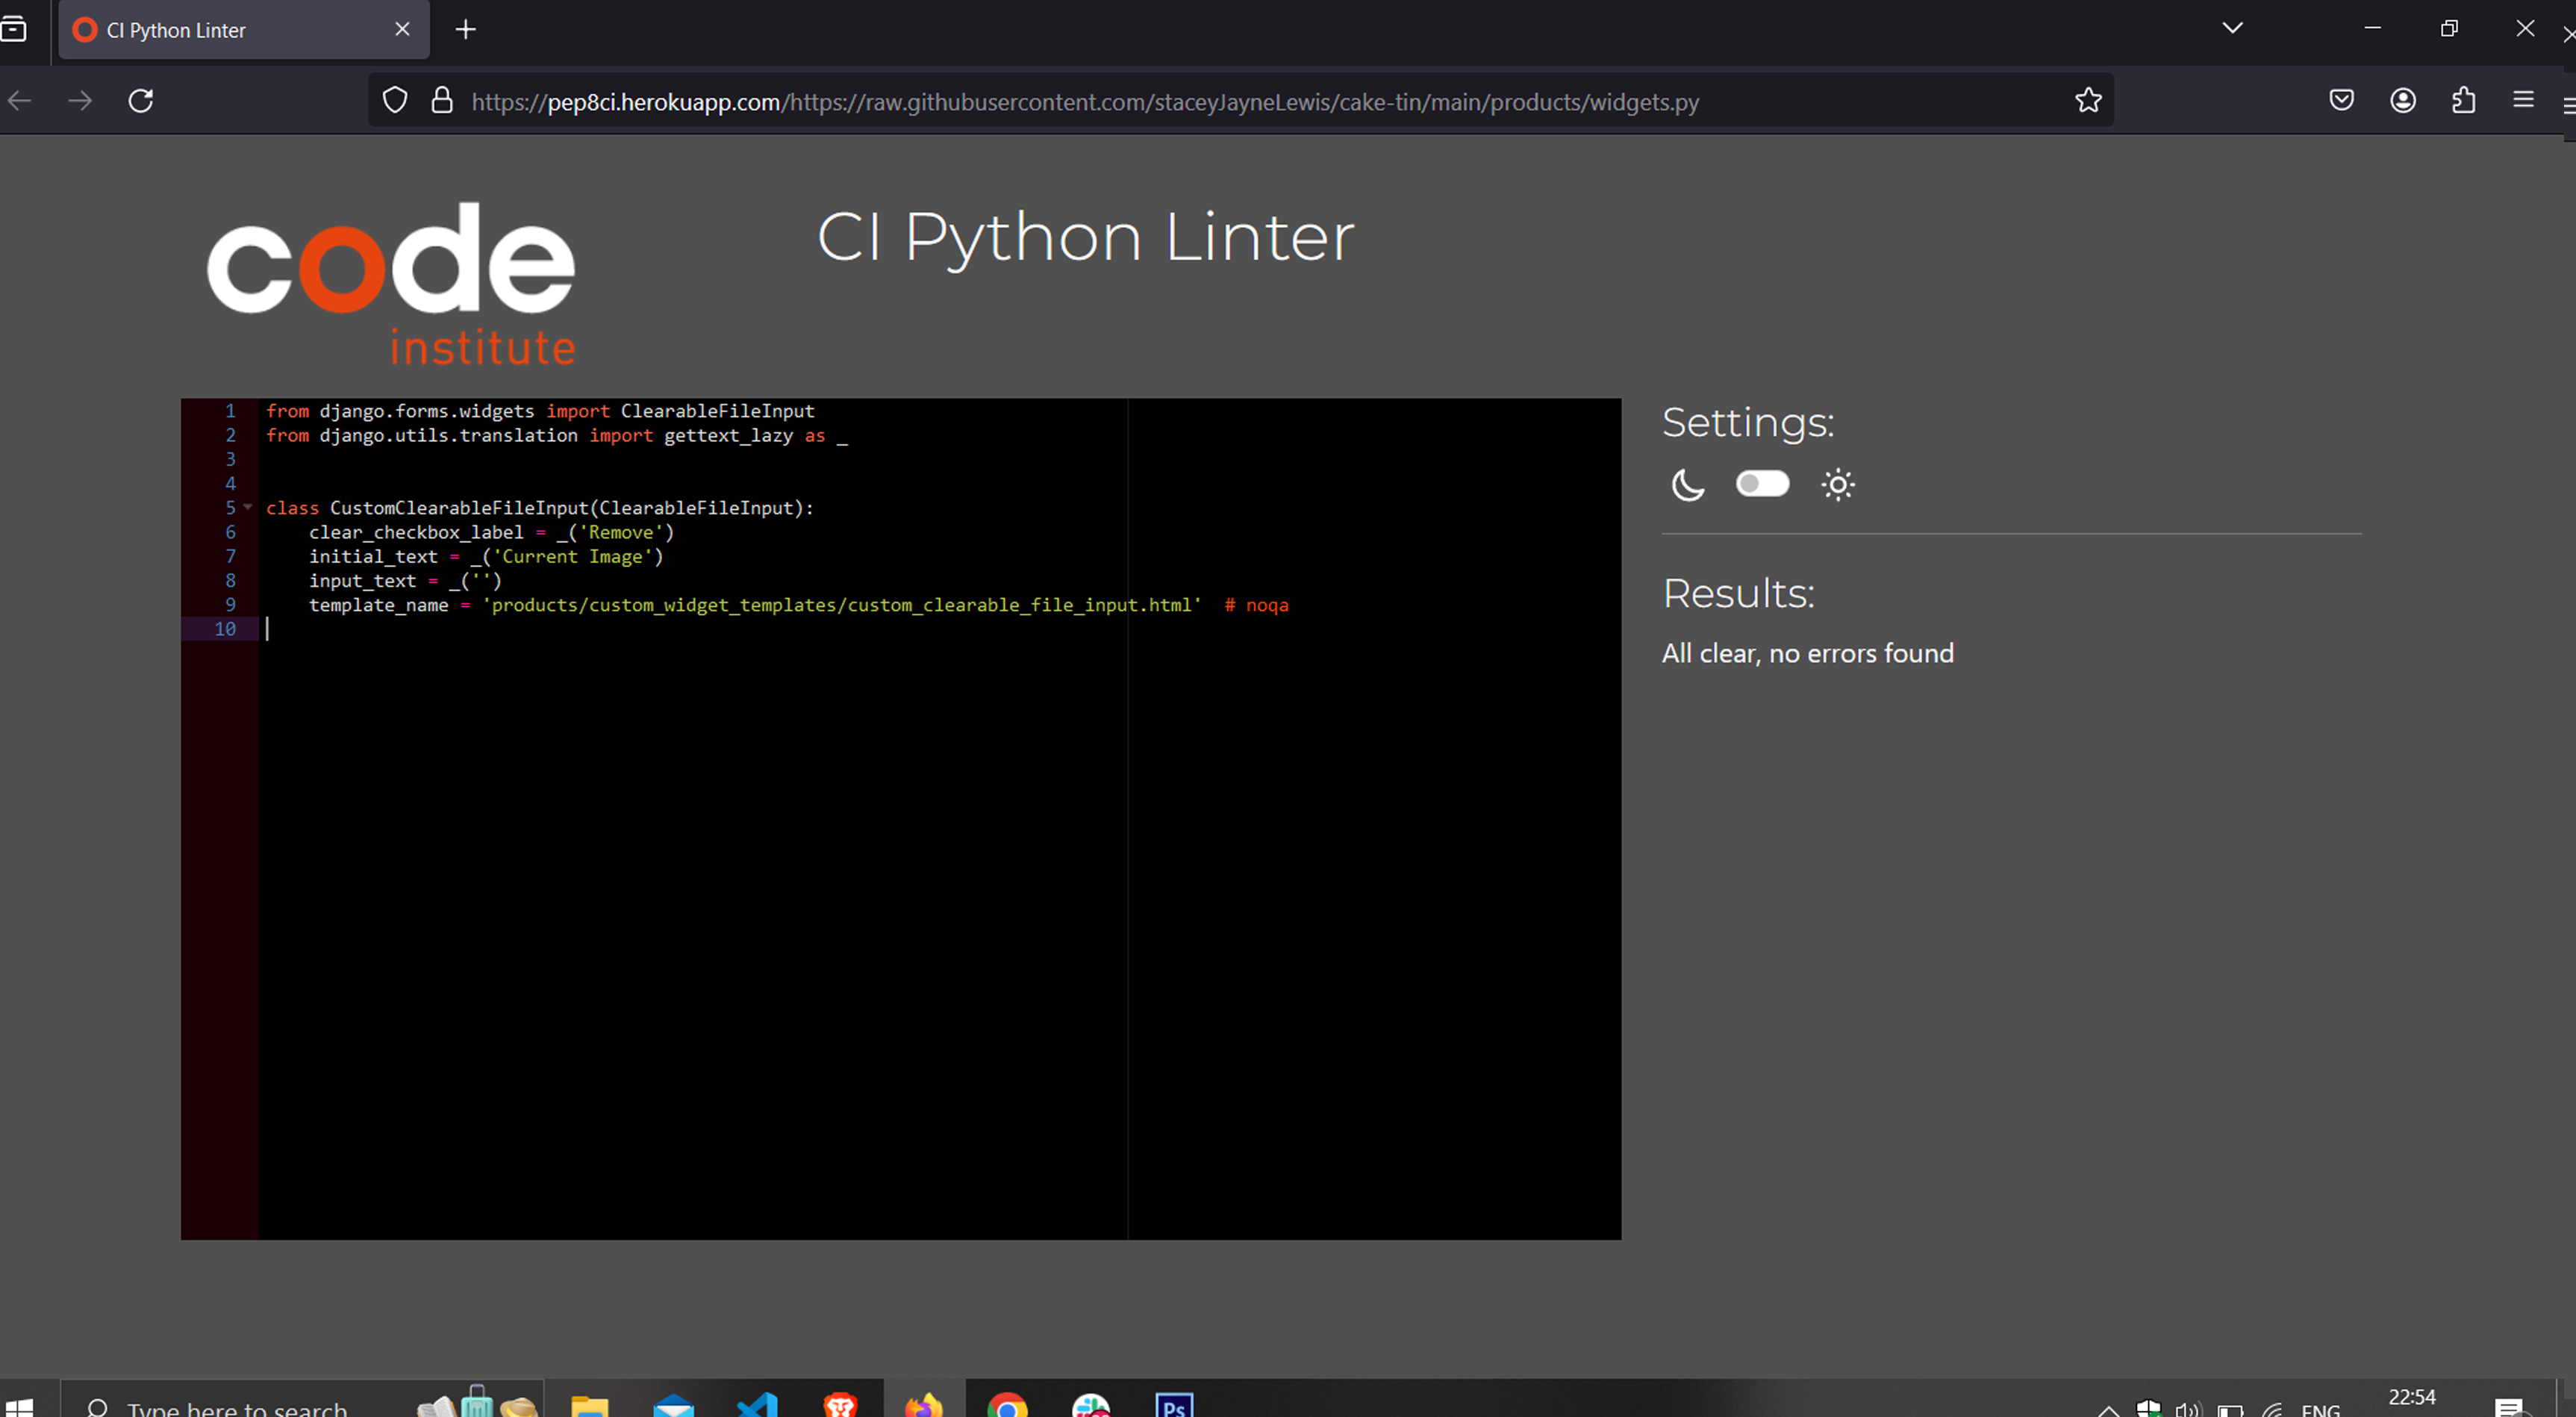 CI Python Linter
https://pep8ci.herokuapp.com/https://raw.githubusercontent.com/staceyJayneLewis/cake-tin/main/products/widgets.py
code
institute
CI Python Linter
1 from django.forms.widgets import ClearableFileInput
2 from django.utils.translation import gettext_lazy as _
3
4
5 class CustomClearableFileInput(ClearableFileInput):
6     clear_checkbox_label = _('Remove')
7     initial_text = _('Current Image')
8     input_text = _('')
9     template_name = 'products/custom_widget_templates/custom_clearable_file_input.html'  # noqa
10
Settings:
Results:
All clear, no errors found
Type here to search
Ps
ENG
22:54